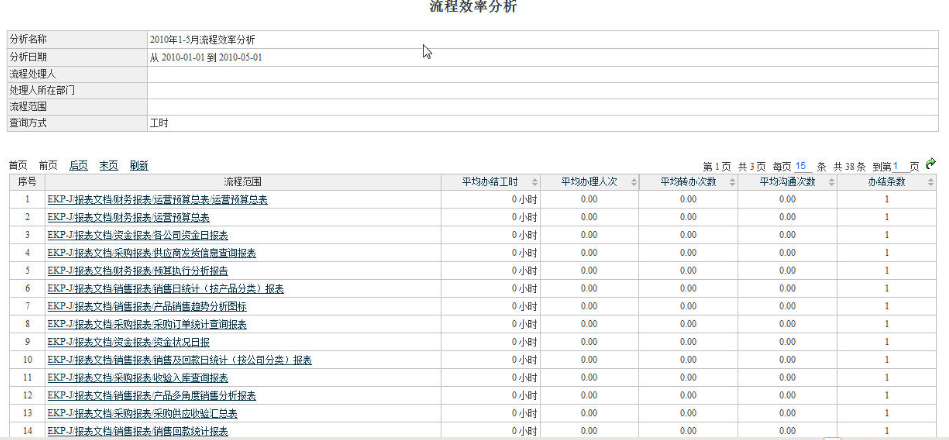 流程效率分析
分析名称 2010年1-5月流程效率分析
分析日期 从 2010-01-01 到 2010-05-01
流程处理人
处理人所在部门
流程范围
查询方式 工时
首页 前页 后页 末页 刷新 第 1 页 共 3 页 每页 15 条 共 38 条 到第 1 页
序号 流程范围 平均办结工时 平均办理人次 平均转办次数 平均沟通次数 办结条数
1 EKP-J/报表文档/财务报表/运营预算总表/运营预算总表 0 小时 0.00 0.00 0.00 1
2 EKP-J/报表文档/财务报表/运营预算总表 0 小时 0.00 0.00 0.00 1
3 EKP-J/报表文档/资金报表/各公司资金日报表 0 小时 0.00 0.00 0.00 1
4 EKP-J/报表文档/采购报表/供应商发货信息查询报表 0 小时 0.00 0.00 0.00 1
5 EKP-J/报表文档/财务报表/预算执行分析报告 0 小时 0.00 0.00 0.00 1
6 EKP-J/报表文档/销售报表/销售日统计（按产品分类）报表 0 小时 0.00 0.00 0.00 1
7 EKP-J/报表文档/销售报表/产品销售趋势分析图标 0 小时 0.00 0.00 0.00 1
8 EKP-J/报表文档/采购报表/采购订单统计查询报表 0 小时 0.00 0.00 0.00 1
9 EKP-J/报表文档/资金报表/资金状况日报 0 小时 0.00 0.00 0.00 1
10 EKP-J/报表文档/销售报表/销售及回款日统计（按公司分类）报表 0 小时 0.00 0.00 0.00 1
11 EKP-J/报表文档/采购报表/收验入库查询报表 0 小时 0.00 0.00 0.00 1
12 EKP-J/报表文档/销售报表/产品多角度销售分析报表 0 小时 0.00 0.00 0.00 1
13 EKP-J/报表文档/采购报表/采购供应收验汇总表 0 小时 0.00 0.00 0.00 1
14 EKP-J/报表文档/销售报表/销售回款统计报表 0 小时 0.00 0.00 0.00 1